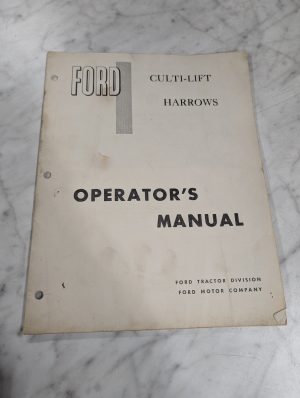 FORD
CULTI-LIFT
HARROWS
OPERATOR'S
MANUAL
FORD TRACTOR DIVISION
FORD MOTOR COMPANY